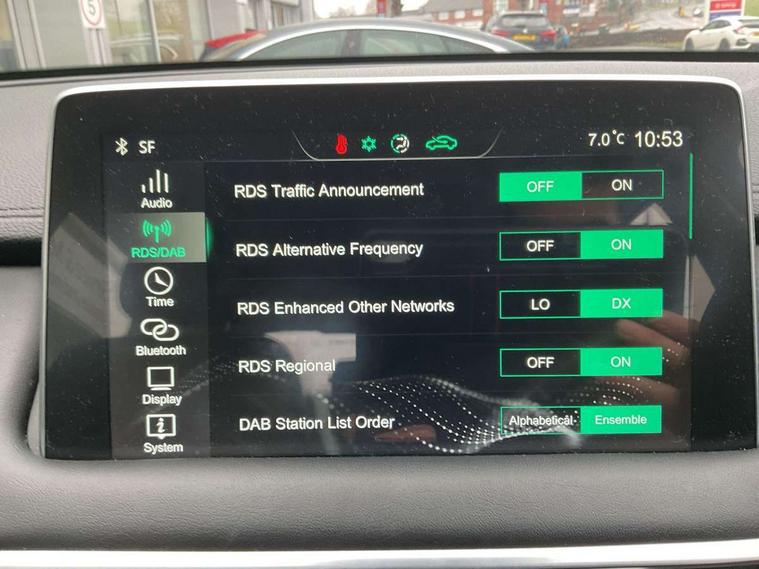 5
SF
7.0°C 10:53
Audio
RDS/DAB
Time
Bluetooth
Display
System
RDS Traffic Announcement OFF ON
RDS Alternative Frequency OFF ON
RDS Enhanced Other Networks LO DX
RDS Regional OFF ON
DAB Station List Order Alphabetical Ensemble